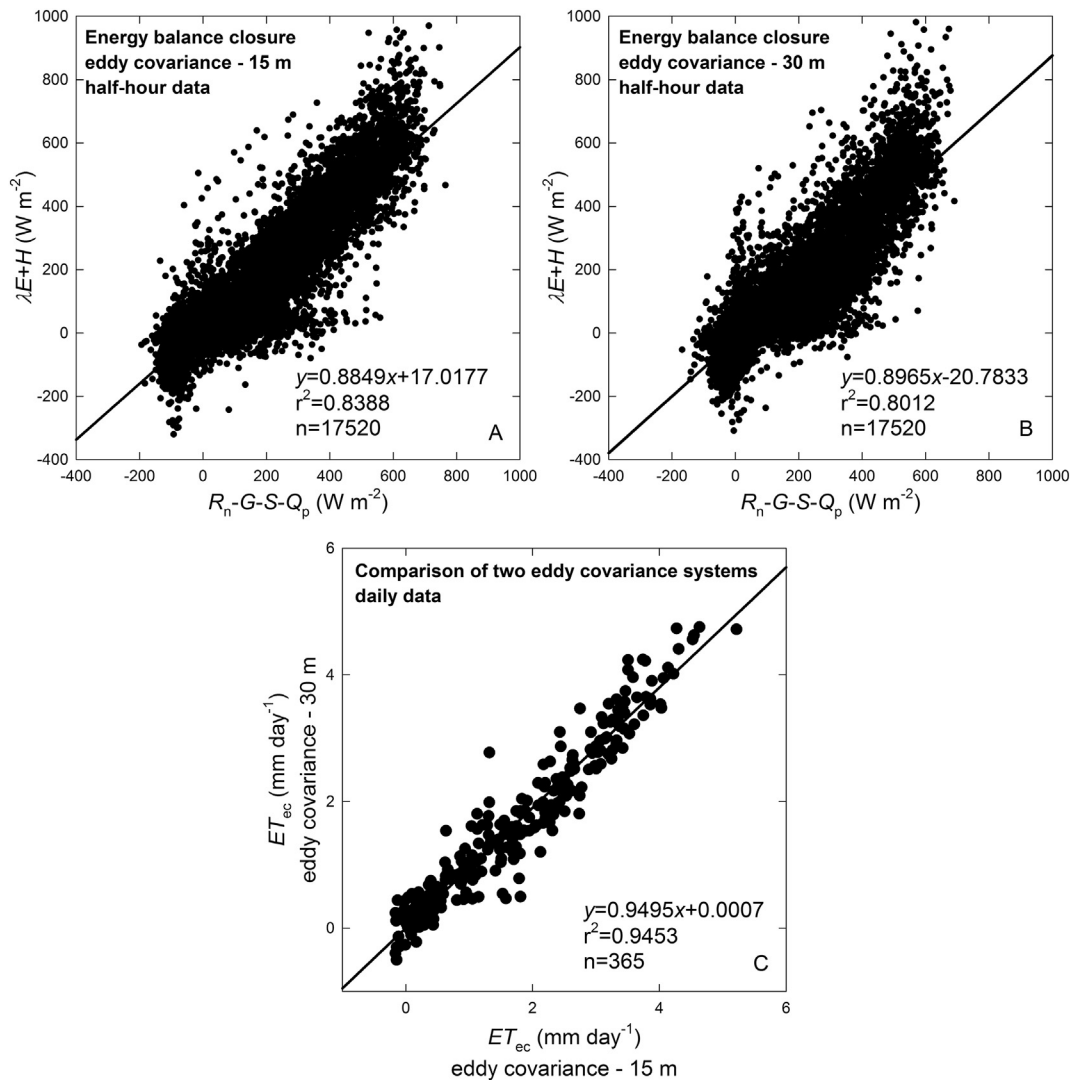 Energy balance closure
eddy covariance - 15 m
half-hour data
1000
800
600
400
200
0
-200
-400
λE+H (W m⁻²)
y=0.8849x+17.0177
r²=0.8388
n=17520
A
-400 -200 0 200 400 600 800 1000
Rₙ-G-S-Qₚ (W m⁻²)
Energy balance closure
eddy covariance - 30 m
half-hour data
1000
800
600
400
200
0
-200
-400
λE+H (W m⁻²)
y=0.8965x-20.7833
r²=0.8012
n=17520
B
-400 -200 0 200 400 600 800 1000
Rₙ-G-S-Qₚ (W m⁻²)
Comparison of two eddy covariance systems
daily data
6
4
2
0
ETec (mm day⁻¹)
eddy covariance - 30 m
y=0.9495x+0.0007
r²=0.9453
n=365
C
0 2 4 6
ETec (mm day⁻¹)
eddy covariance - 15 m